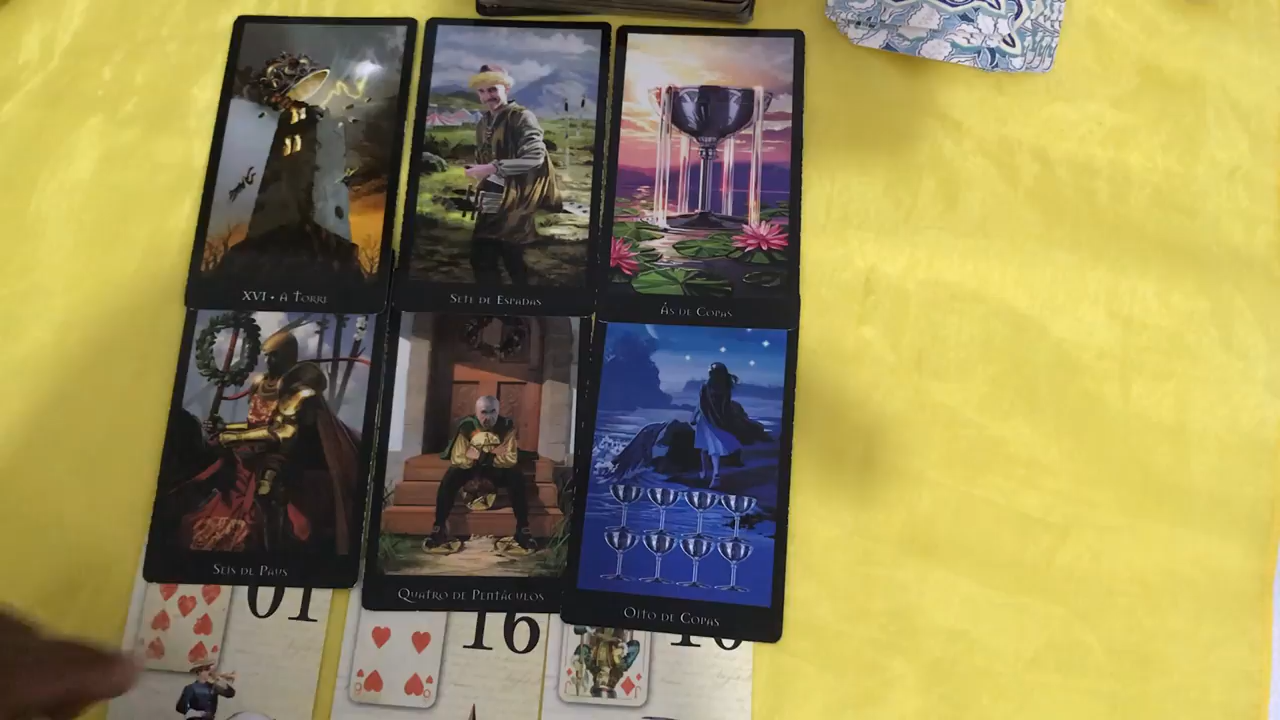 XVI • A TORRE
SETE DE ESPADAS
ÁS DE COPAS
SEIS DE PAUS
QUATRO DE PENTÁCULOS
OITO DE COPAS
01
16